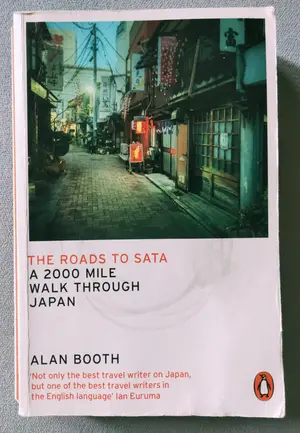 THE ROADS TO SATA
A 2000 MILE
WALK THROUGH
JAPAN
ALAN BOOTH
'Not only the best travel writer on Japan,
but one of the best travel writers in
the English language' Ian Euruma